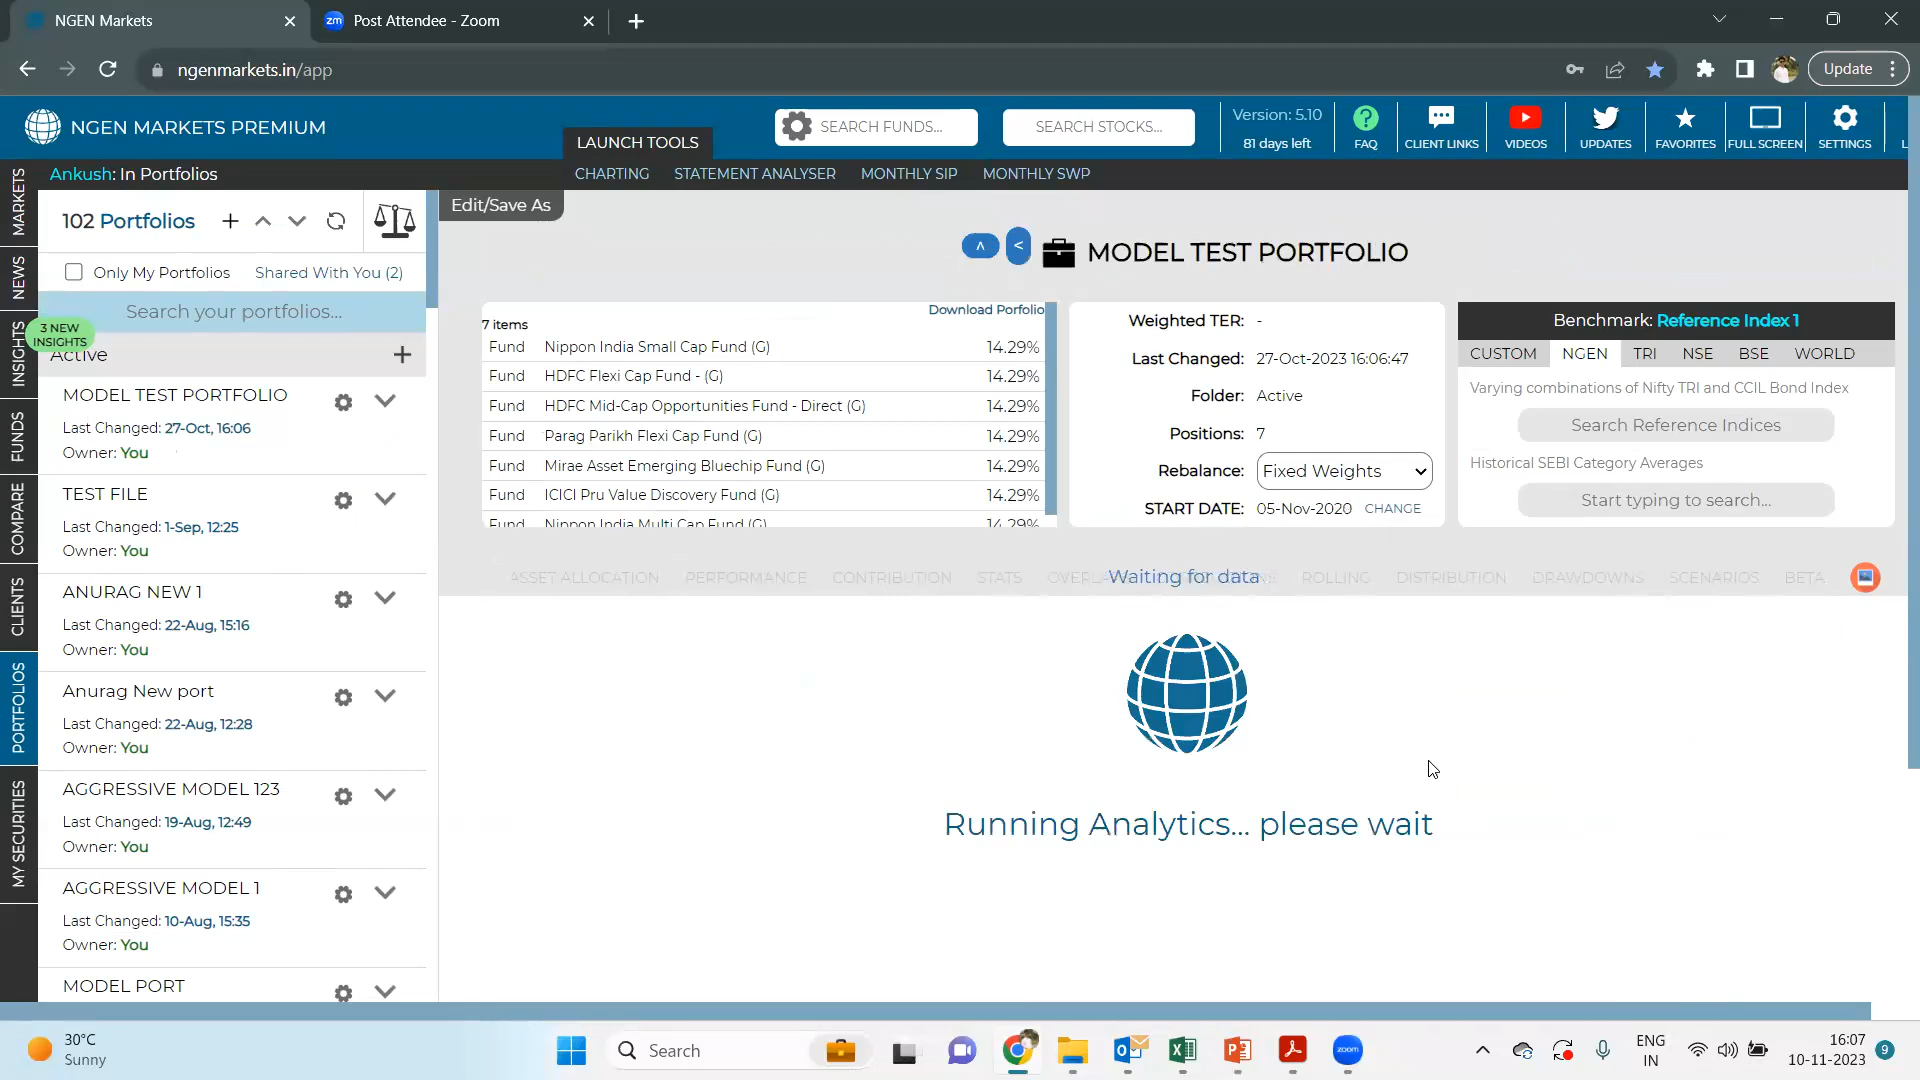 NGEN Markets
zm Post Attendee - Zoom
ngenmarkets.in/app
Update
NGEN MARKETS PREMIUM
LAUNCH TOOLS
SEARCH FUNDS...
SEARCH STOCKS...
Version: 5.10
81 days left
FAQ
CLIENT LINKS
VIDEOS
UPDATES
FAVORITES
FULL SCREEN
SETTINGS
L
Ankush: In Portfolios
CHARTING
STATEMENT ANALYSER
MONTHLY SIP
MONTHLY SWP
MARKETS
NEWS
INSIGHTS
3 NEW
INSIGHTS
FUNDS
COMPARE
CLIENTS
PORTFOLIOS
MY SECURITIES
102 Portfolios
Only My Portfolios
Shared With You (2)
Search your portfolios...
Active
MODEL TEST PORTFOLIO
Last Changed: 27-Oct, 16:06
Owner: You
TEST FILE
Last Changed: 1-Sep, 12:25
Owner: You
ANURAG NEW 1
Last Changed: 22-Aug, 15:16
Owner: You
Anurag New port
Last Changed: 22-Aug, 12:28
Owner: You
AGGRESSIVE MODEL 123
Last Changed: 19-Aug, 12:49
Owner: You
AGGRESSIVE MODEL 1
Last Changed: 10-Aug, 15:35
Owner: You
MODEL PORT
Edit/Save As
MODEL TEST PORTFOLIO
Download Porfolio
7 items
Fund Nippon India Small Cap Fund (G) 14.29%
Fund HDFC Flexi Cap Fund - (G) 14.29%
Fund HDFC Mid-Cap Opportunities Fund - Direct (G) 14.29%
Fund Parag Parikh Flexi Cap Fund (G) 14.29%
Fund Mirae Asset Emerging Bluechip Fund (G) 14.29%
Fund ICICI Pru Value Discovery Fund (G) 14.29%
Fund Nippon India Multi Cap Fund (G) 14.29%
Weighted TER: -
Last Changed: 27-Oct-2023 16:06:47
Folder: Active
Positions: 7
Rebalance: Fixed Weights
START DATE: 05-Nov-2020 CHANGE
Benchmark: Reference Index 1
CUSTOM NGEN TRI NSE BSE WORLD
Varying combinations of Nifty TRI and CCIL Bond Index
Search Reference Indices
Historical SEBI Category Averages
Start typing to search...
ASSET ALLOCATION PERFORMANCE CONTRIBUTION STATS Waiting for data ROLLING DISTRIBUTION DRAWDOWNS SCENARIOS BETA
Running Analytics... please wait
30°C
Sunny
Search
zoom
ENG
IN
16:07
10-11-2023
9